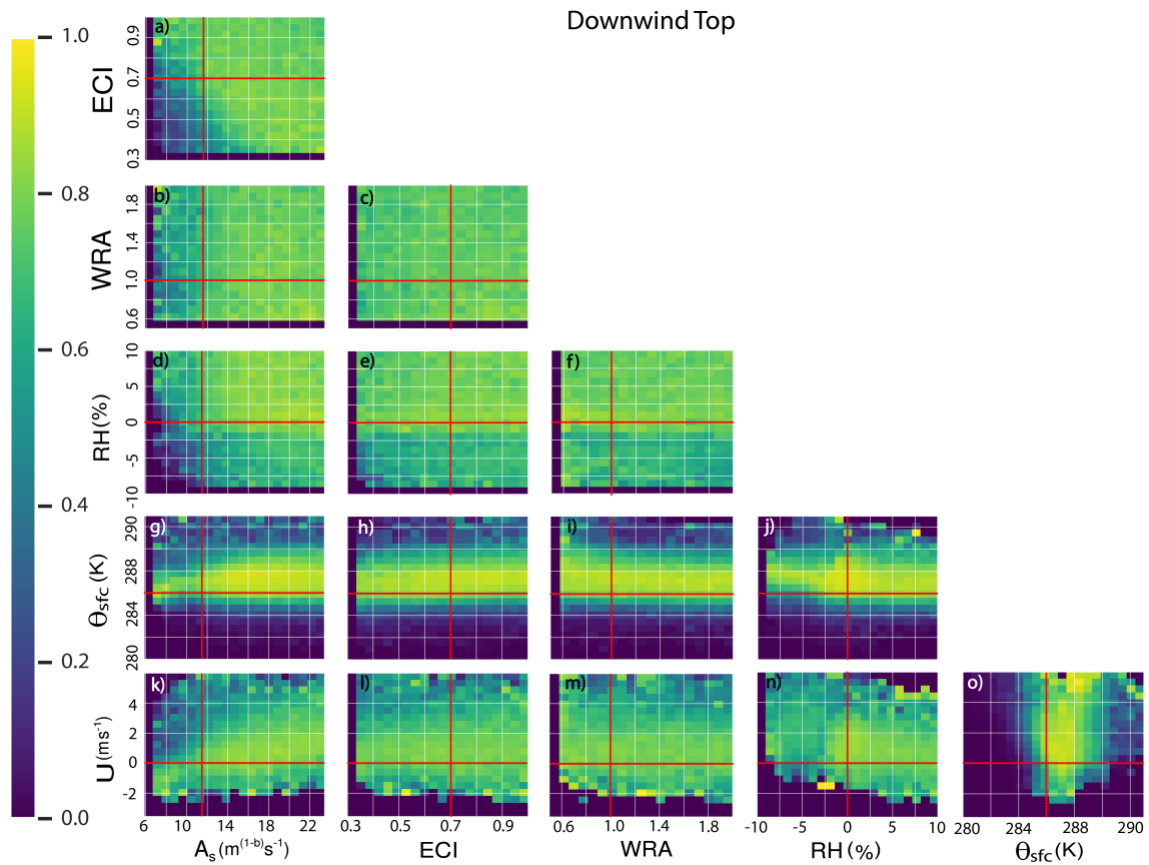 Downwind Top
1.0
0.8
0.6
0.4
0.2
0.0
a)
ECI
0.9
0.7
0.5
0.3
b)
c)
WRA
1.8
1.4
1.0
0.6
d)
e)
f)
RH(%)
10
5
0
-5
-10
g)
h)
i)
j)
θsfc(K)
290
288
284
280
k)
l)
m)
n)
o)
U(ms⁻¹)
4
2
0
-2
6 10 14 18 22
0.3 0.5 0.7 0.9
0.6 1.0 1.4 1.8
-10 -5 0 5 10
280 284 288 290
As(m(1-b)s-1)
ECI
WRA
RH(%)
θsfc(K)